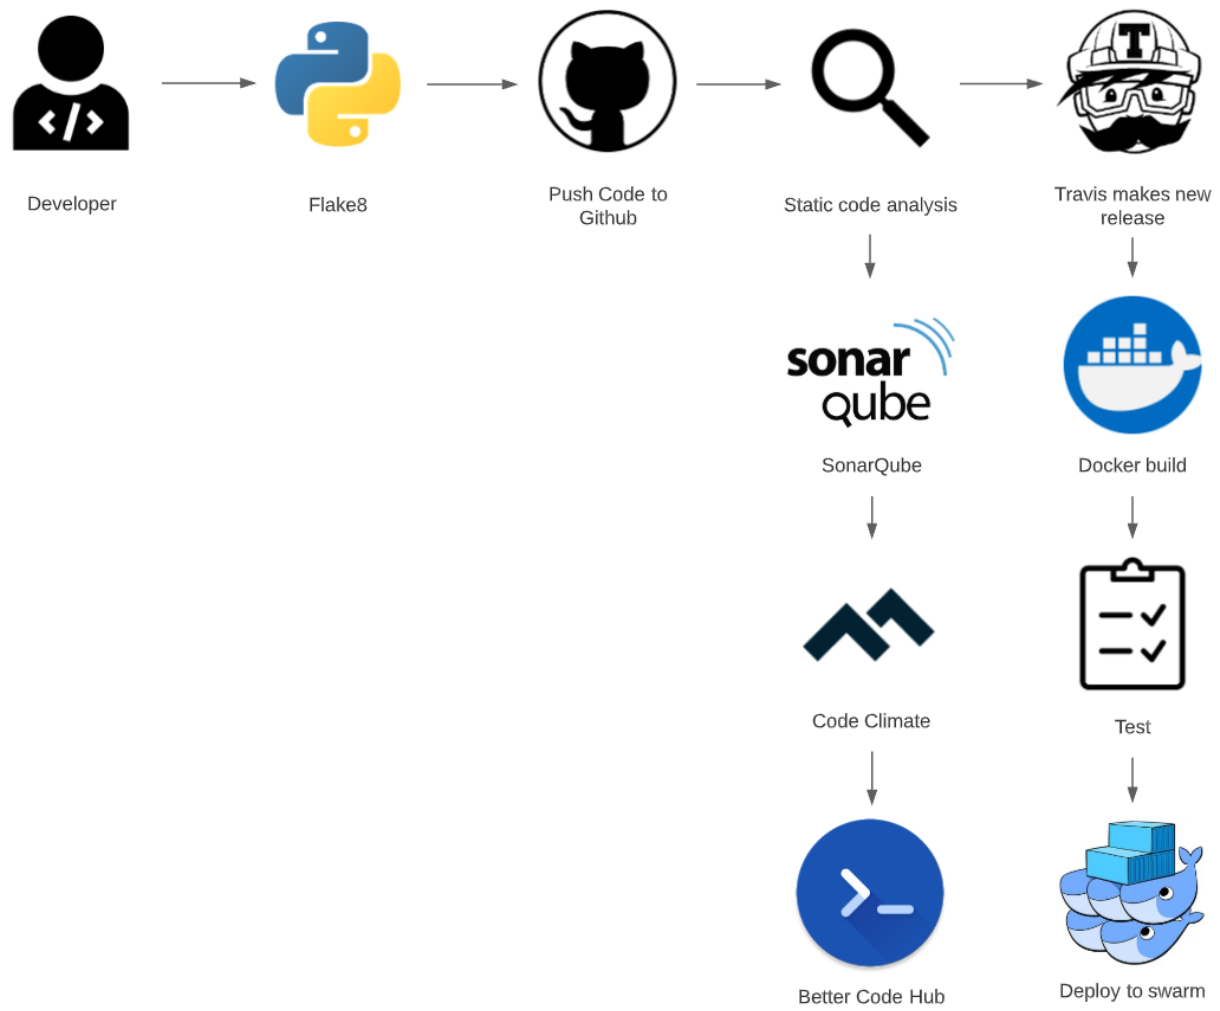 T
Developer
Flake8
Push Code to
Github
Static code analysis
Travis makes new
release
sonar
qube
SonarQube
Docker build
Code Climate
Test
Better Code Hub
Deploy to swarm